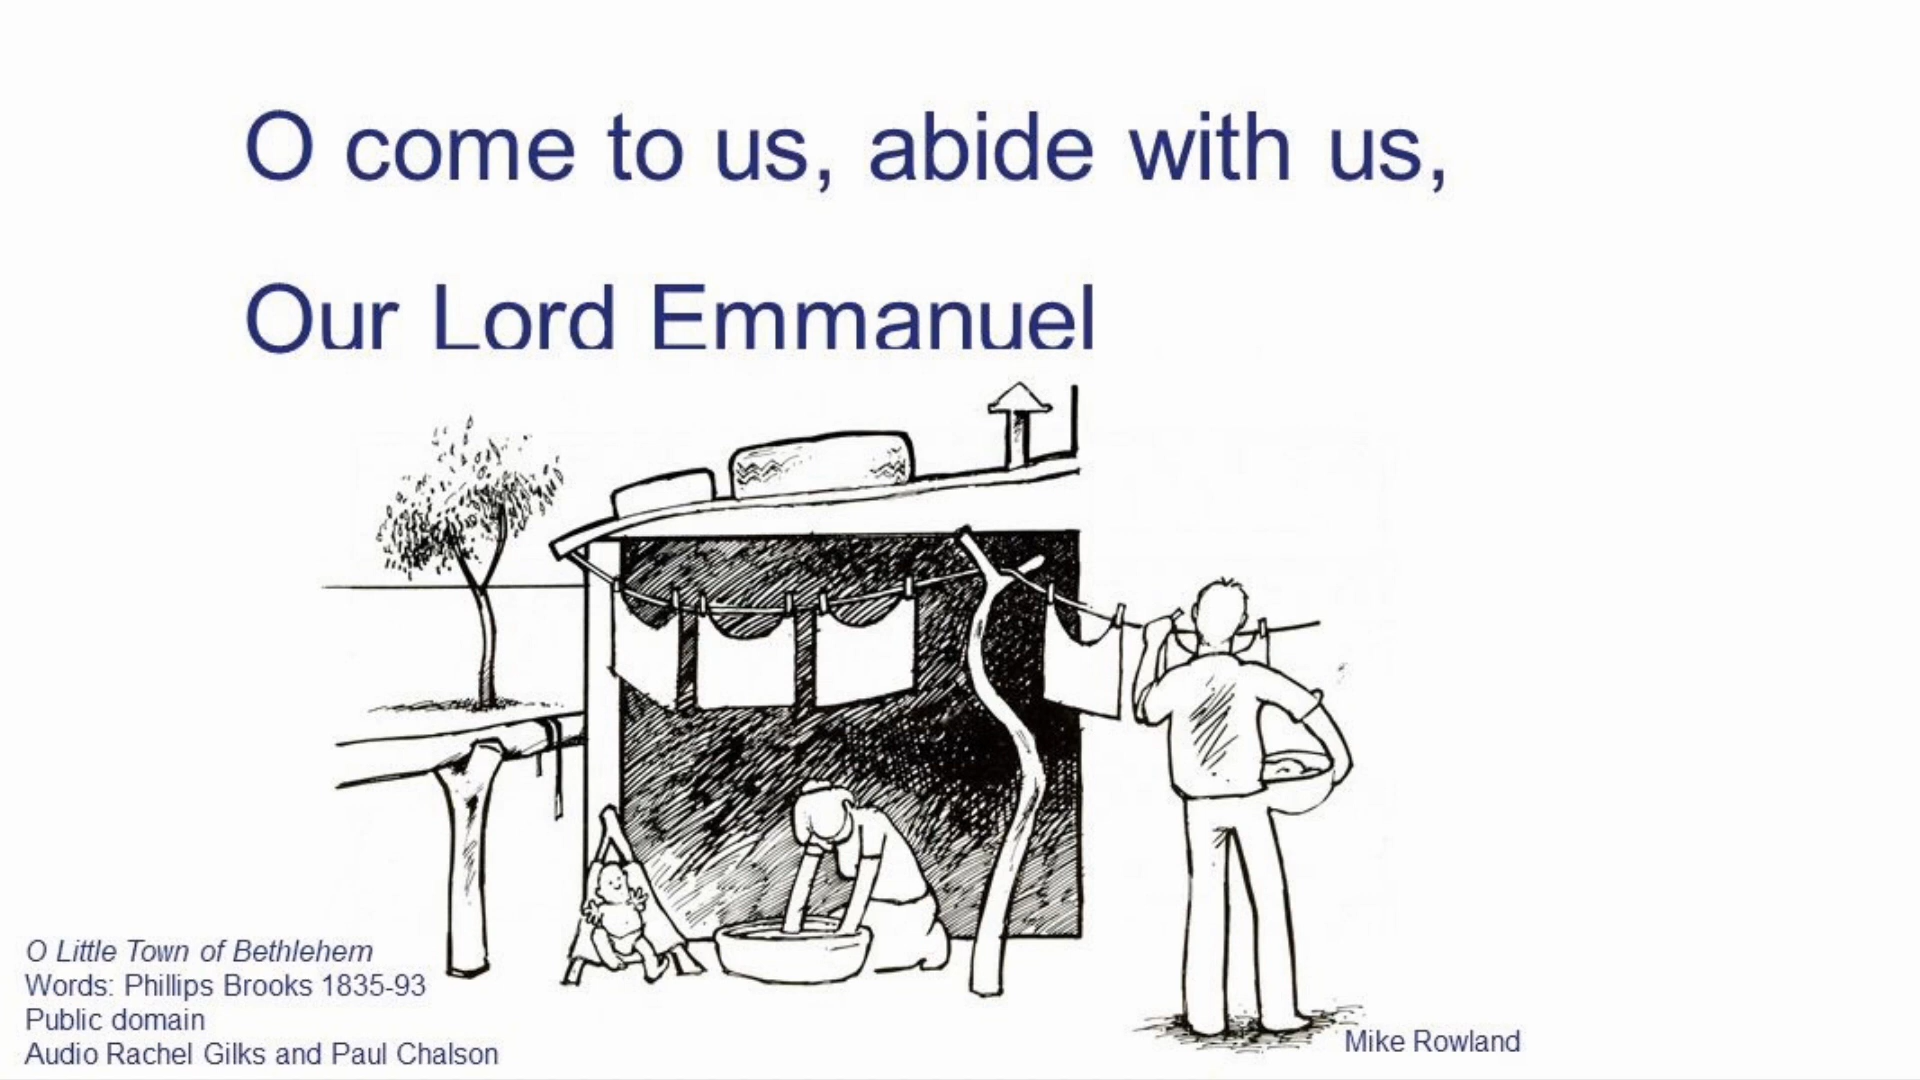 O come to us, abide with us,
Our Lord Emmanuel
O Little Town of Bethlehem
Words: Phillips Brooks 1835-93
Public domain
Audio Rachel Gilks and Paul Chalson
Mike Rowland